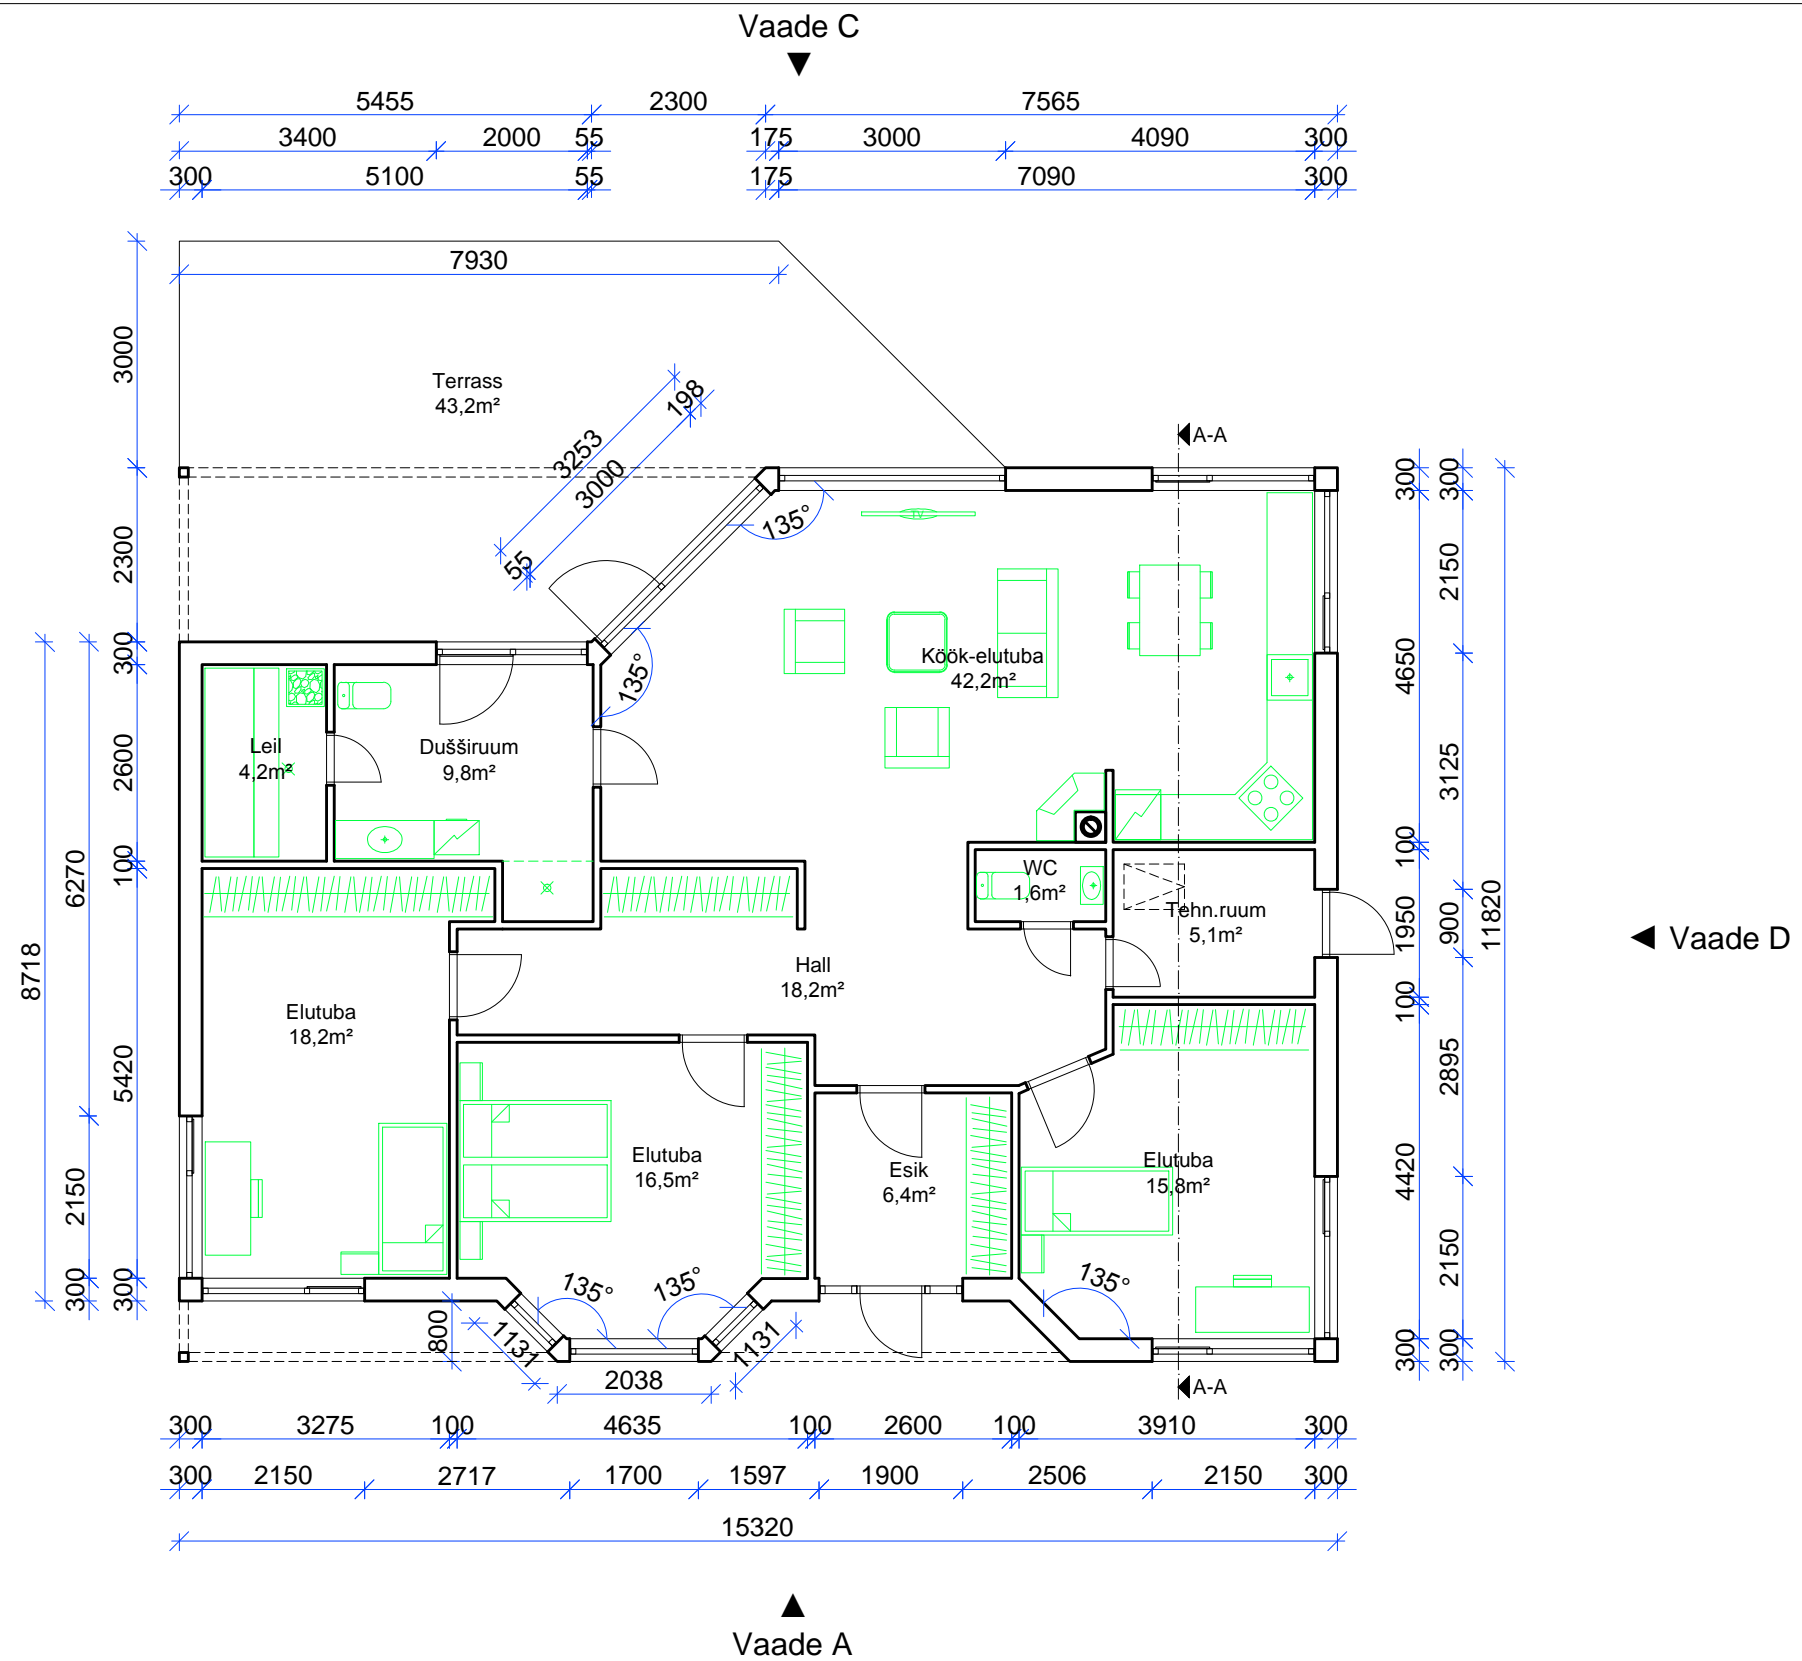 Vaade C
5455 2300 7565
3400 2000 55 175 3000 4090 300
300 5100 55 175 7090 300
7930
3000
Terrass
43,2m²
198
3253
3000
55
A-A
135°
TV
2300
300
300
2150
300
135°
Köök-elutuba
42,2m²
4650
Leil
4,2m²
Dušširuum
9,8m²
2600
3125
100
100
6270
WC
1,6m²
Tehn.ruum
5,1m²
1950
900
11820
Vaade D
8718
Hall
18,2m²
100
Elutuba
18,2m²
5420
2895
Elutuba
16,5m²
Esik
6,4m²
Elutuba
15,8m²
4420
2150
2150
300
300
135°
135°
135°
800
1131
1131
300
300
2038
A-A
300 3275 100 4635 100 2600 100 3910 300
300 2150 2717 1700 1597 1900 2506 2150 300
15320
Vaade A